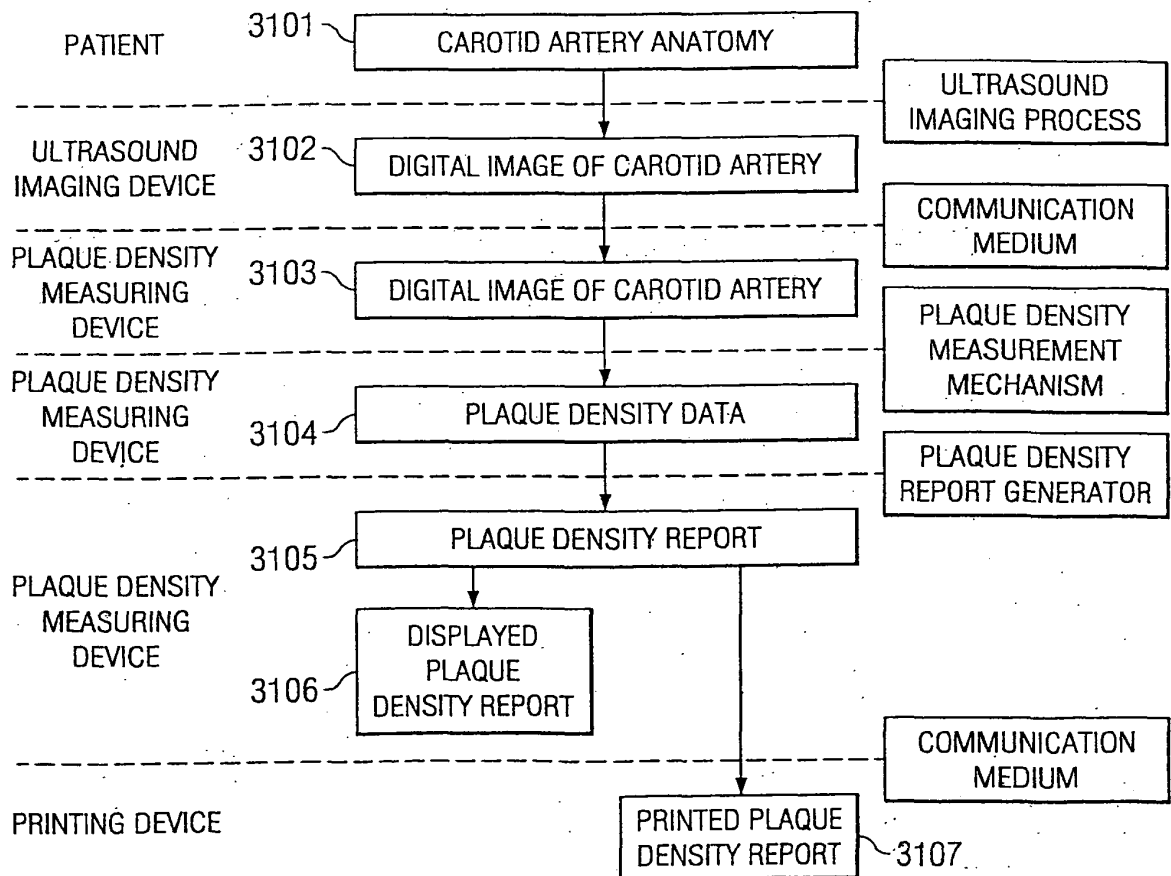 PATIENT
3101
CAROTID ARTERY ANATOMY
ULTRASOUND
IMAGING PROCESS
ULTRASOUND
IMAGING DEVICE
3102
DIGITAL IMAGE OF CAROTID ARTERY
COMMUNICATION
MEDIUM
PLAQUE DENSITY
MEASURING
DEVICE
3103
DIGITAL IMAGE OF CAROTID ARTERY
PLAQUE DENSITY
MEASUREMENT
MECHANISM
PLAQUE DENSITY
MEASURING
DEVICE
3104
PLAQUE DENSITY DATA
PLAQUE DENSITY
REPORT GENERATOR
3105
PLAQUE DENSITY REPORT
PLAQUE DENSITY
MEASURING
DEVICE
3106
DISPLAYED
PLAQUE
DENSITY REPORT
COMMUNICATION
MEDIUM
PRINTING DEVICE
PRINTED PLAQUE
DENSITY REPORT
3107